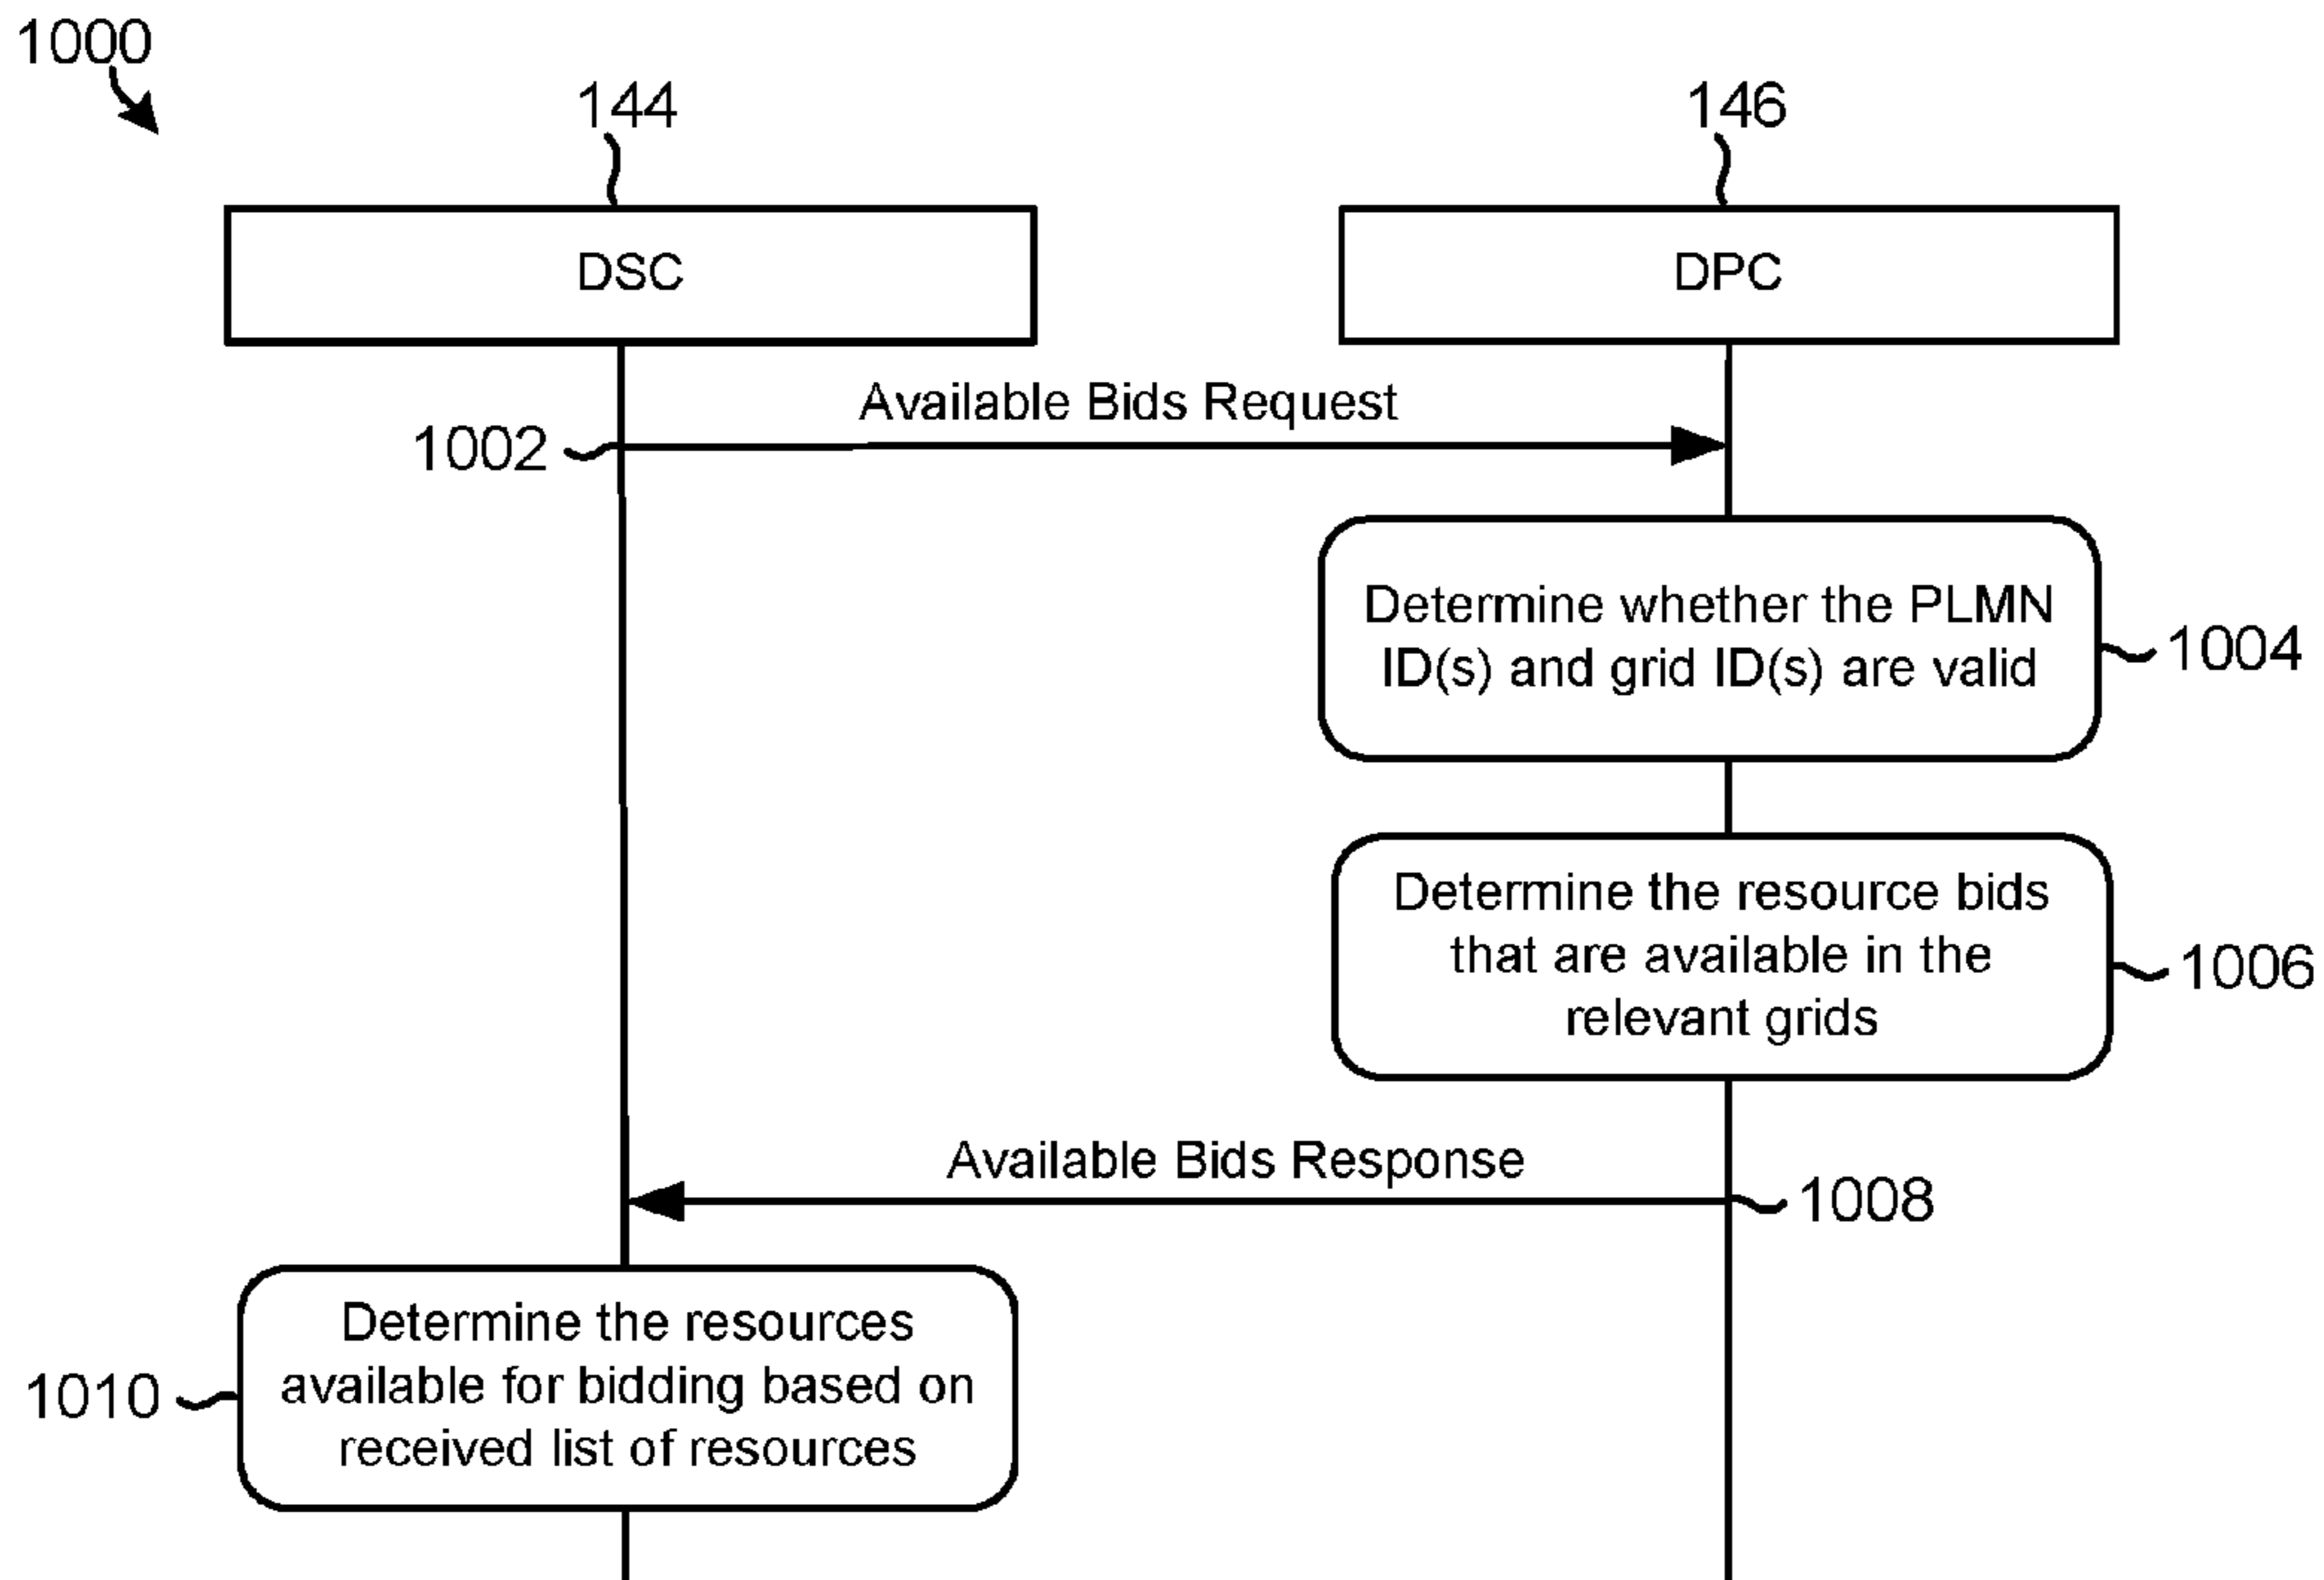 1000
144
146
DSC
DPC
Available Bids Request
1002
Determine whether the PLMN
ID(s) and grid ID(s) are valid
1004
Determine the resource bids
that are available in the
relevant grids
1006
Available Bids Response
1008
Determine the resources
available for bidding based on
received list of resources
1010